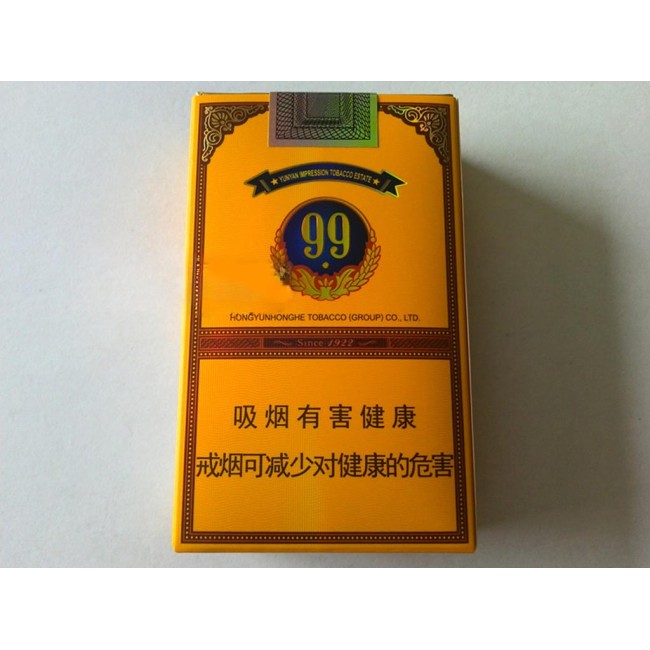 ★ YUNYAN IMPRESSION TOBACCO ESTATE ★
99
HONGYUNHONGHE TOBACCO (GROUP) CO., LTD.
Since 1922
吸烟有害健康
戒烟可减少对健康的危害